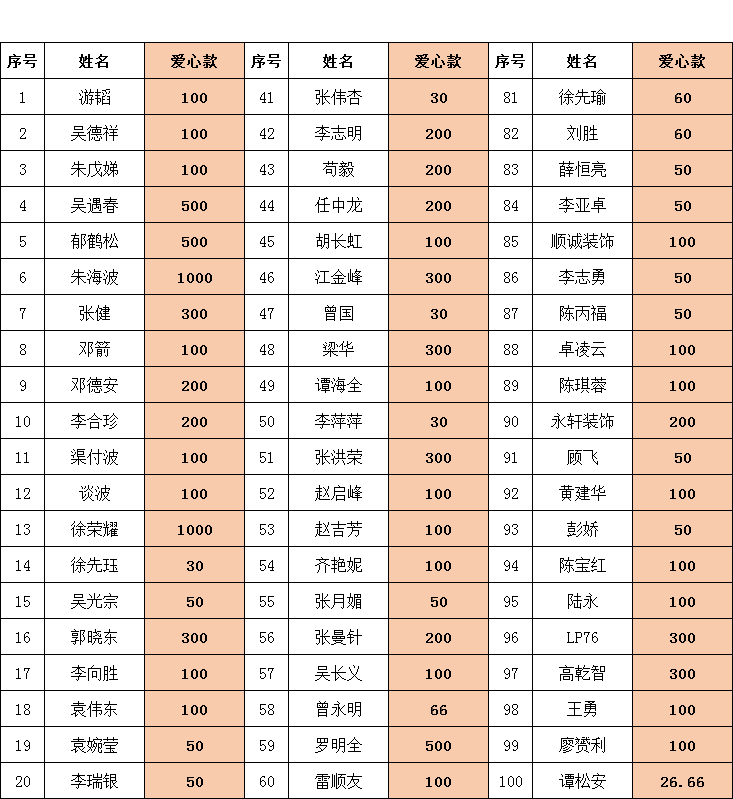 序号 姓名 爱心款 序号 姓名 爱心款 序号 姓名 爱心款
1 游韬 100 41 张伟杏 30 81 徐先瑜 60
2 吴德祥 100 42 李志明 200 82 刘胜 60
3 朱戊娣 100 43 苟毅 200 83 薛恒亮 50
4 吴遇春 500 44 任中龙 200 84 李亚卓 50
5 郁鹤松 500 45 胡长虹 100 85 顺诚装饰 100
6 朱海波 1000 46 江金峰 300 86 李志勇 50
7 张健 300 47 曾国 30 87 陈丙福 50
8 邓箭 100 48 梁华 300 88 卓凌云 100
9 邓德安 200 49 谭海全 100 89 陈琪蓉 100
10 李合珍 200 50 李萍萍 30 90 永轩装饰 200
11 渠付波 100 51 张洪荣 300 91 顾飞 50
12 谈波 100 52 赵启峰 100 92 黄建华 100
13 徐荣耀 1000 53 赵吉芳 100 93 彭娇 50
14 徐先珏 30 54 齐艳妮 100 94 陈宝红 100
15 吴光宗 50 55 张月媚 50 95 陆永 100
16 郭晓东 300 56 张曼针 200 96 LP76 300
17 李向胜 100 57 吴长义 100 97 高乾智 300
18 袁伟东 100 58 曾永明 66 98 王勇 100
19 袁婉莹 50 59 罗明全 500 99 廖赟利 100
20 李瑞银 50 60 雷顺友 100 100 谭松安 26.66